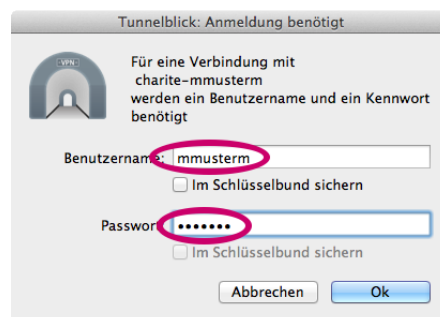 Tunnelblick: Anmeldung benötigt
VPN
Für eine Verbindung mit
charite-mmusterm
werden ein Benutzername und ein Kennwort
benötigt
Benutzername: mmusterm
Im Schlüsselbund sichern
Passwort •••••••
Im Schlüsselbund sichern
Abbrechen Ok